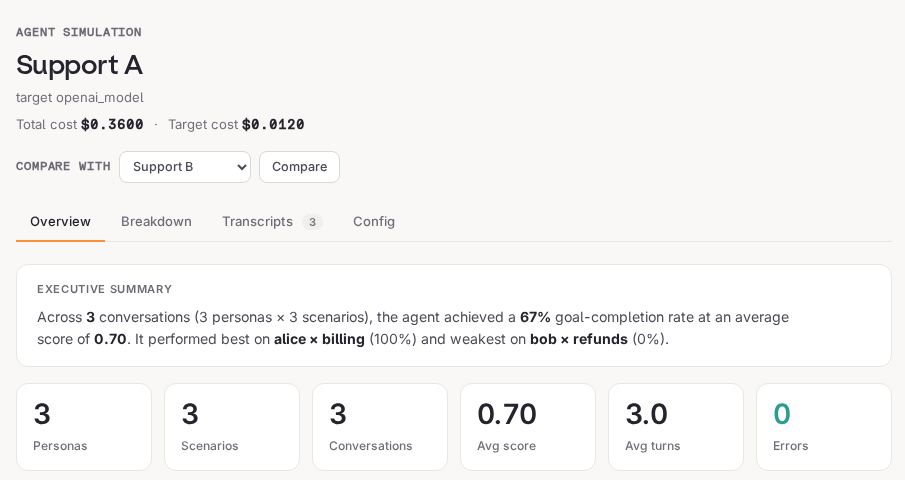 AGENT SIMULATION
Support A
target openai_model
Total cost $0.3600 · Target cost $0.0120
COMPARE WITH Support B Compare
Overview Breakdown Transcripts 3 Config
EXECUTIVE SUMMARY
Across 3 conversations (3 personas × 3 scenarios), the agent achieved a 67% goal-completion rate at an average
score of 0.70. It performed best on alice × billing (100%) and weakest on bob × refunds (0%).
3 3 3 0.70 3.0 0
Personas Scenarios Conversations Avg score Avg turns Errors